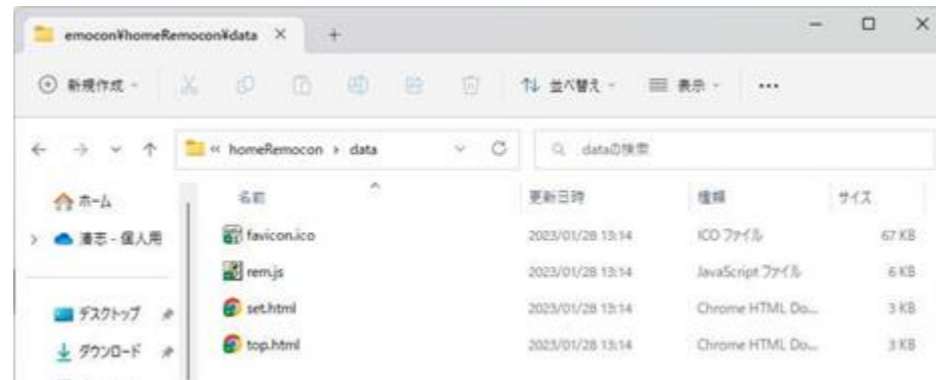 emocon¥homeRemocon¥data × +
新規作成
並べ替え
表示 ...
« homeRemocon > data
dataの検索
名前 更新日時 種類 サイズ
ホーム
favicon.ico 2023/01/28 13:14 ICO ファイル 67 KB
- 個人用
rem.js 2023/01/28 13:14 JavaScript ファイル 6 KB
set.html 2023/01/28 13:14 Chrome HTML Do... 3 KB
デスクトップ
top.html 2023/01/28 13:14 Chrome HTML Do... 3 KB
ダウンロード